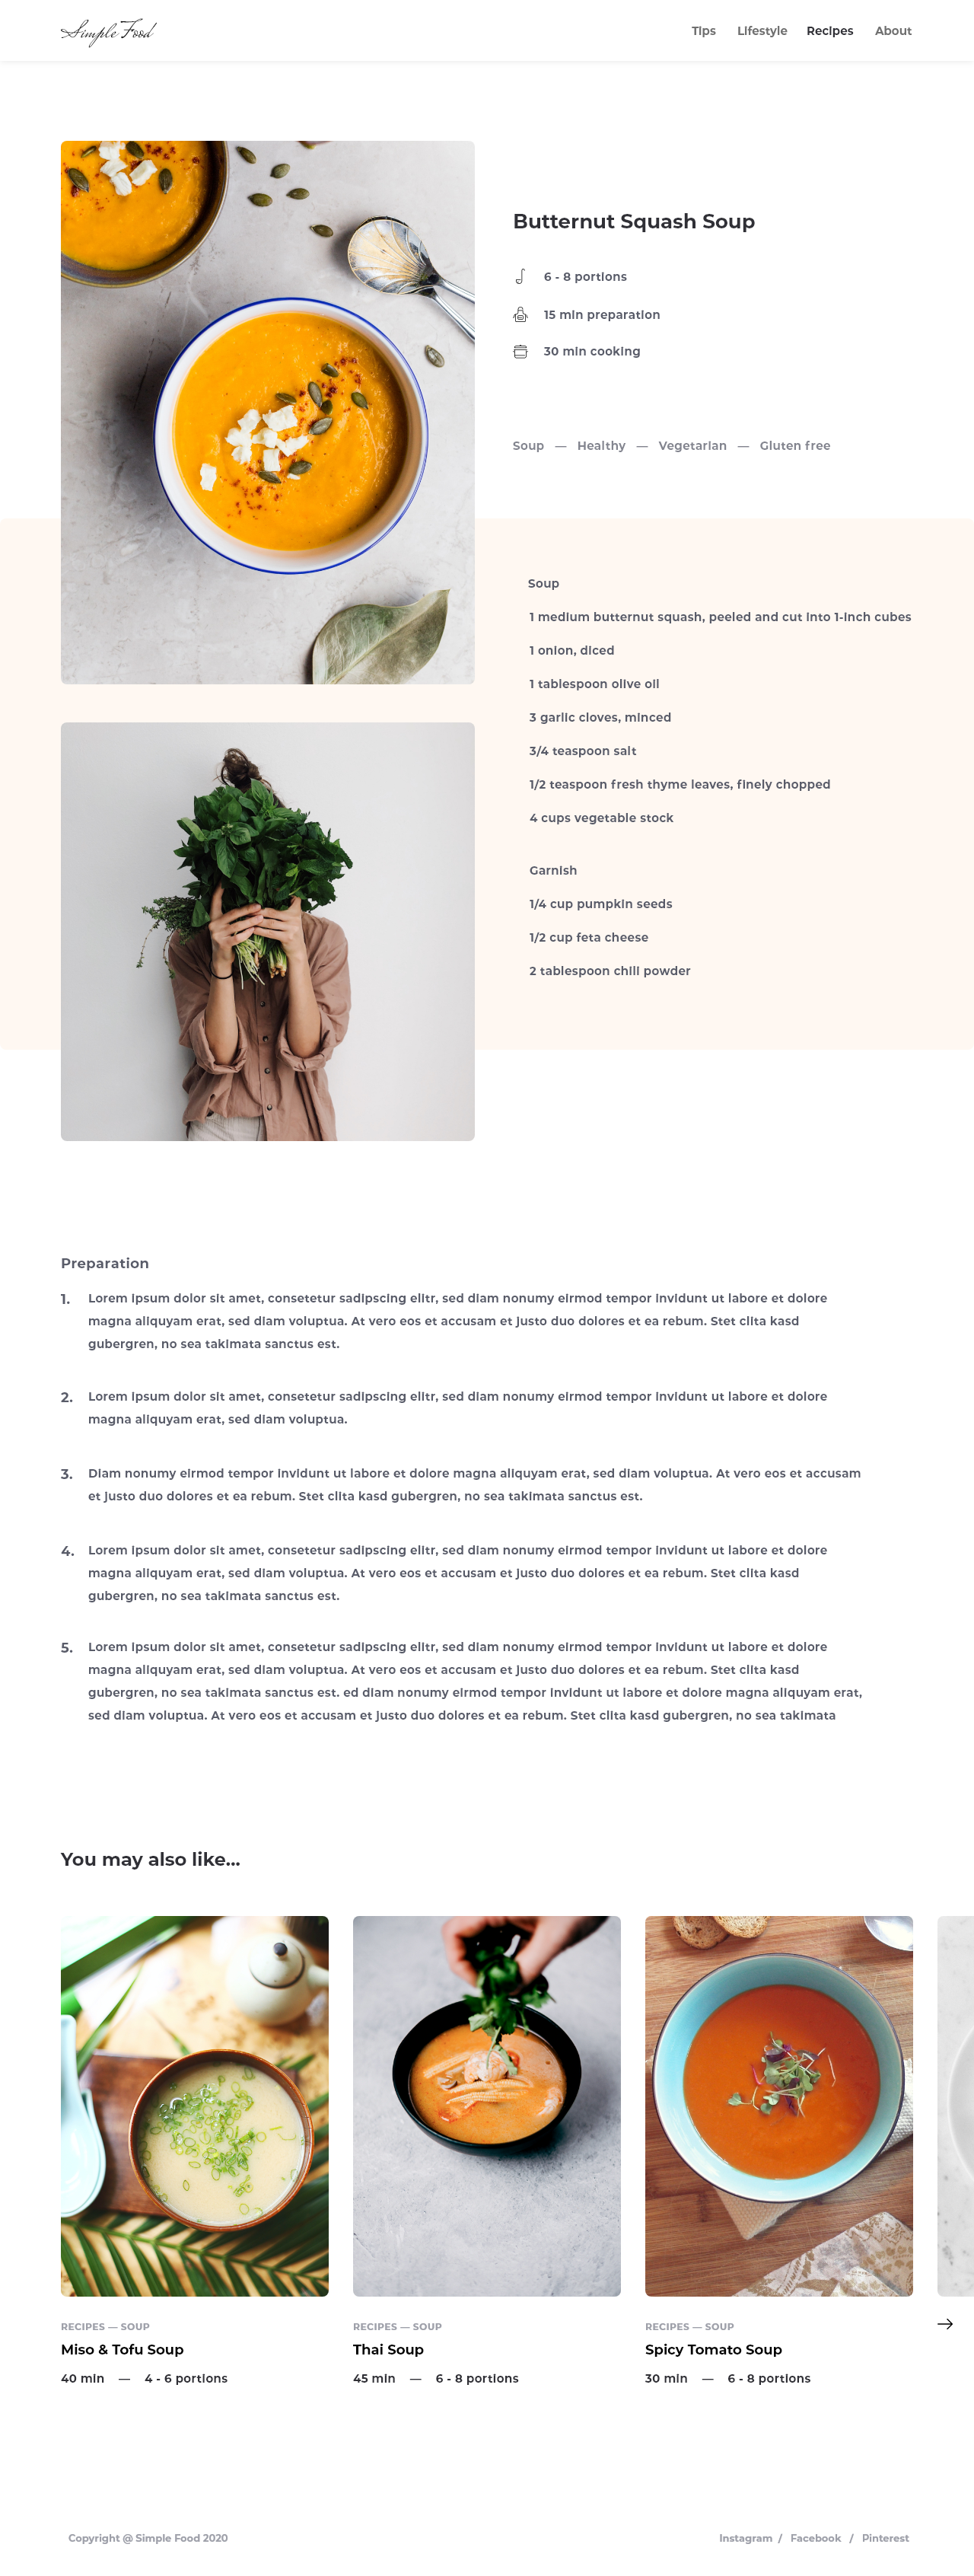 Simple Food
Tips Lifestyle Recipes About
Butternut Squash Soup
6 - 8 portions
15 min preparation
30 min cooking
Soup — Healthy — Vegetarian — Gluten free
Soup
1 medium butternut squash, peeled and cut into 1-inch cubes
1 onion, diced
1 tablespoon olive oil
3 garlic cloves, minced
3/4 teaspoon salt
1/2 teaspoon fresh thyme leaves, finely chopped
4 cups vegetable stock
Garnish
1/4 cup pumpkin seeds
1/2 cup feta cheese
2 tablespoon chili powder
Preparation
1. Lorem ipsum dolor sit amet, consetetur sadipscing elitr, sed diam nonumy eirmod tempor invidunt ut labore et dolore
magna aliquyam erat, sed diam voluptua. At vero eos et accusam et justo duo dolores et ea rebum. Stet clita kasd
gubergren, no sea takimata sanctus est.
2. Lorem ipsum dolor sit amet, consetetur sadipscing elitr, sed diam nonumy eirmod tempor invidunt ut labore et dolore
magna aliquyam erat, sed diam voluptua.
3. Diam nonumy eirmod tempor invidunt ut labore et dolore magna aliquyam erat, sed diam voluptua. At vero eos et accusam
et justo duo dolores et ea rebum. Stet clita kasd gubergren, no sea takimata sanctus est.
4. Lorem ipsum dolor sit amet, consetetur sadipscing elitr, sed diam nonumy eirmod tempor invidunt ut labore et dolore
magna aliquyam erat, sed diam voluptua. At vero eos et accusam et justo duo dolores et ea rebum. Stet clita kasd
gubergren, no sea takimata sanctus est.
5. Lorem ipsum dolor sit amet, consetetur sadipscing elitr, sed diam nonumy eirmod tempor invidunt ut labore et dolore
magna aliquyam erat, sed diam voluptua. At vero eos et accusam et justo duo dolores et ea rebum. Stet clita kasd
gubergren, no sea takimata sanctus est. ed diam nonumy eirmod tempor invidunt ut labore et dolore magna aliquyam erat,
sed diam voluptua. At vero eos et accusam et justo duo dolores et ea rebum. Stet clita kasd gubergren, no sea takimata
You may also like...
RECIPES — SOUP
Miso & Tofu Soup
40 min — 4 - 6 portions
RECIPES — SOUP
Thai Soup
45 min — 6 - 8 portions
RECIPES — SOUP
Spicy Tomato Soup
30 min — 6 - 8 portions
Copyright @ Simple Food 2020
Instagram / Facebook / Pinterest